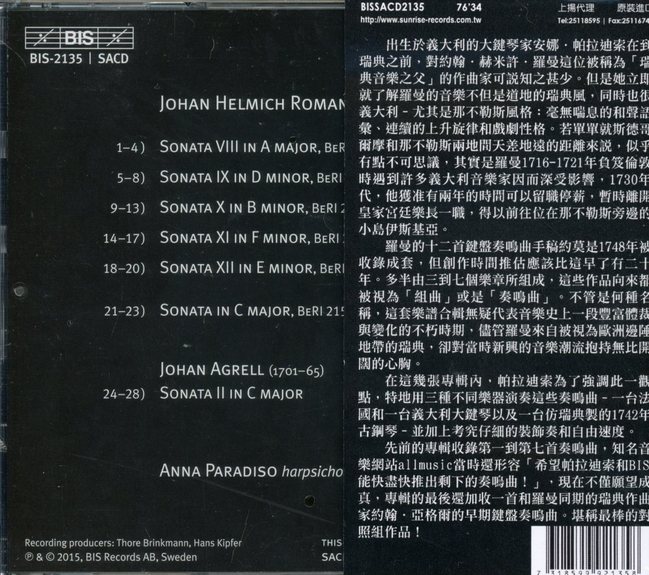 BIS
BIS-2135 | SACD
JOHAN HELMICH ROMAN
1–4) SONATA VIII IN A MAJOR, BERI
5–8) SONATA IX IN D MINOR, BERI
9–13) SONATA X IN B MINOR, BERI 2
14–17) SONATA XI IN F MINOR, BERI
18–20) SONATA XII IN E MINOR, BERI
21–23) SONATA IN C MAJOR, BERI 215
JOHAN AGRELL (1701–65)
24–28) SONATA II IN C MAJOR
ANNA PARADISO harpsicho
Recording producers: Thore Brinkmann, Hans Kipfer
℗ & © 2015, BIS Records AB, Sweden
THIS
SAC
BISSACD2135 76'34 上揚代理 原裝進口
http://www.sunrise-records.com.tw Tel:25118595 | Fax:2511674
出生於義大利的大鍵琴家安娜．帕拉迪索在到
瑞典之前，對約翰．赫米許．羅曼這位被稱為「瑞
典音樂之父」的作曲家可說知之甚少。但是她立即
就了解羅曼的音樂不但是道地的瑞典風，同時也很
義大利－尤其是那不勒斯風格：毫無喘息的和聲語
彙、連續的上升旋律和戲劇性格。若單單就斯德哥
爾摩和那不勒斯兩地間天差地遠的距離來說，似乎
有點不可思議，其實是羅曼1716-1721年負笈倫敦
時遇到許多義大利音樂家因而深受影響，1730年
代，他獲准有兩年的時間可以留職停薪，暫時離開
皇家宮廷樂長一職，得以前往位在那不勒斯旁邊的
小島伊斯基亞。
羅曼的十二首鍵盤奏鳴曲手稿約莫是1748年被
收錄成套，但創作時間推估應該比這早了有二十
年。多半由三到七個樂章所組成，這些作品向來都
被視為「組曲」或是「奏鳴曲」。不管是何種名
稱，這套樂譜合輯無疑代表音樂史上一段豐富體裁
與變化的不朽時期，儘管羅曼來自被視為歐洲邊陲
地帶的瑞典，卻對當時新興的音樂潮流抱持無比開
闊的心胸。
在這幾張專輯內，帕拉迪索為了強調此一觀
點，特地用三種不同樂器演奏這些奏鳴曲－一台法
國和一台義大利大鍵琴以及一台仿瑞典製的1742年
古鋼琴－並加上考究仔細的裝飾奏和自由速度。
先前的專輯收錄第一到第七首奏鳴曲，知名音
樂網站allmusic當時還形容「希望帕拉迪索和BIS
能快盡快推出剩下的奏鳴曲！」，現在不僅願望成
真，專輯的最後還加收一首和羅曼同期的瑞典作曲
家約翰．亞格爾的早期鍵盤奏鳴曲。堪稱最棒的對
照組作品！